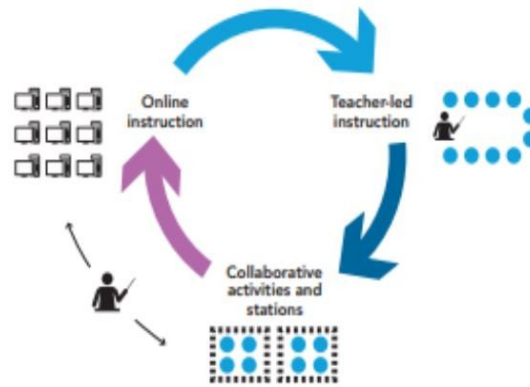 Online
instruction
Teacher-led
instruction
Collaborative
activities and
stations